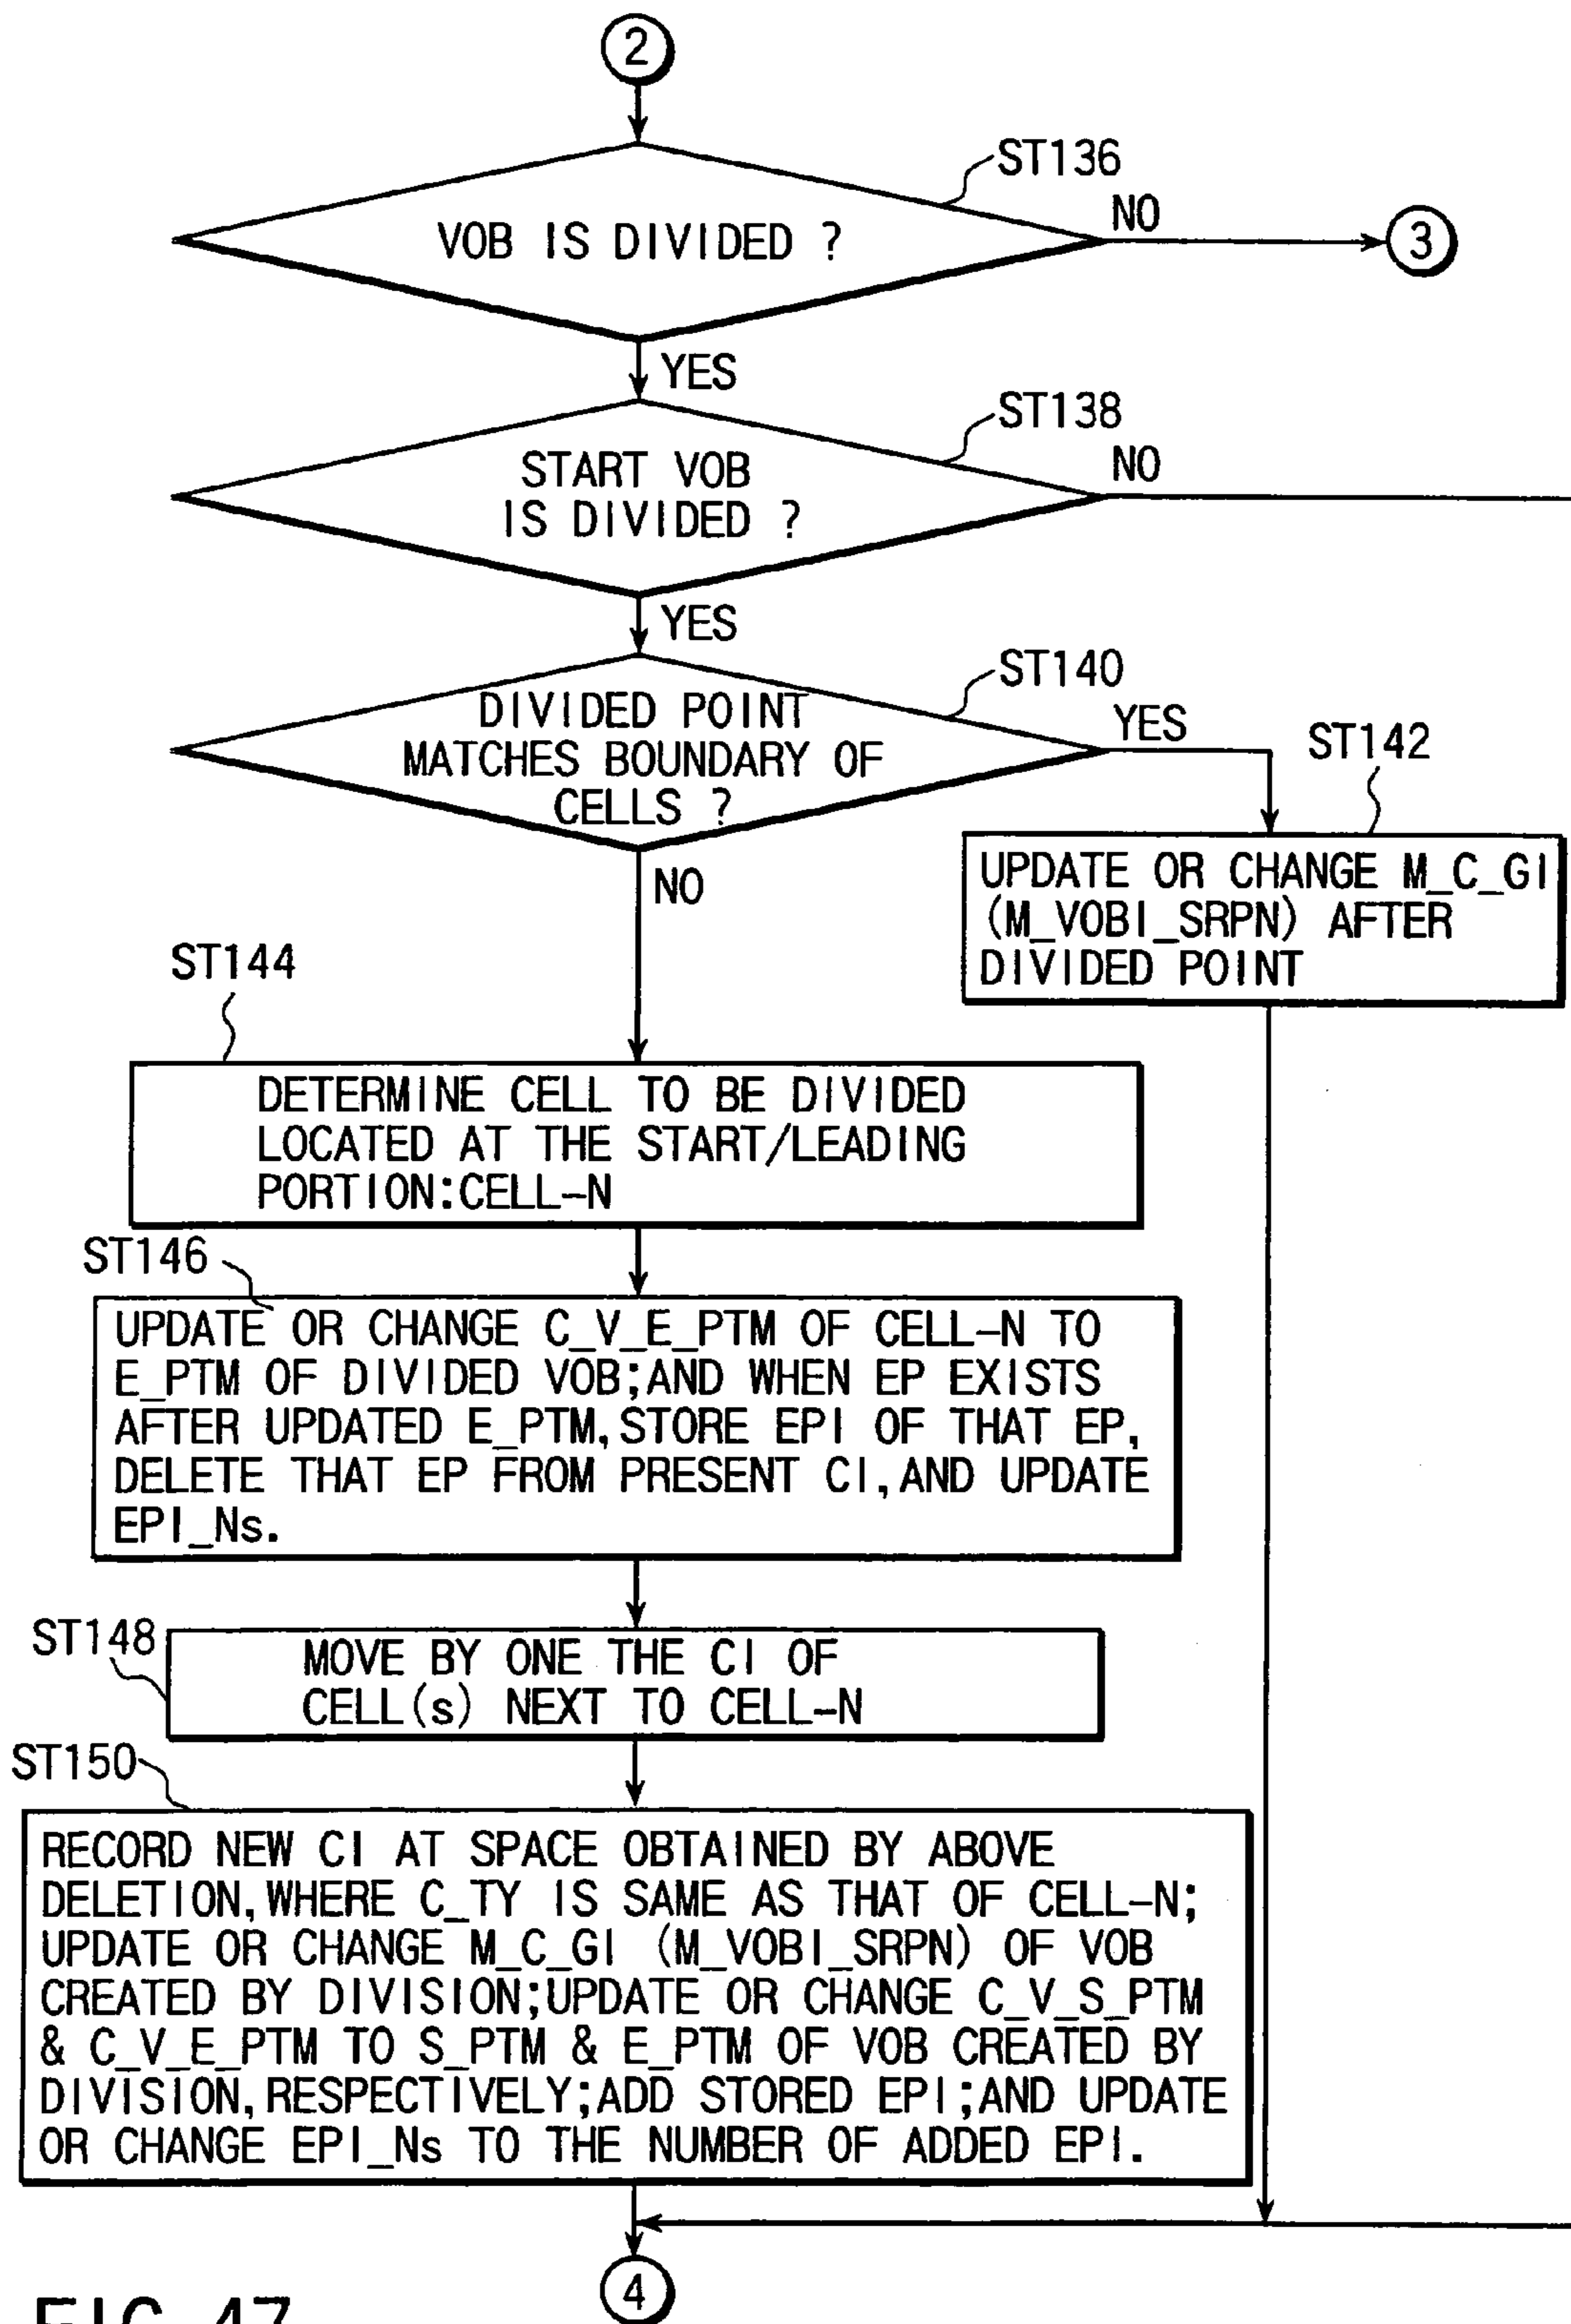 2
ST136
VOB IS DIVIDED ?
NO
3
YES
ST138
START VOB
IS DIVIDED ?
NO
YES
ST140
DIVIDED POINT
MATCHES BOUNDARY OF
CELLS ?
YES
NO
ST142
UPDATE OR CHANGE M_C_GI
(M_VOBI_SRPN) AFTER
DIVIDED POINT
ST144
DETERMINE CELL TO BE DIVIDED
LOCATED AT THE START/LEADING
PORTION:CELL-N
ST146
UPDATE OR CHANGE C_V_E_PTM OF CELL-N TO
E_PTM OF DIVIDED VOB;AND WHEN EP EXISTS
AFTER UPDATED E_PTM,STORE EPI OF THAT EP,
DELETE THAT EP FROM PRESENT CI,AND UPDATE
EPI_Ns.
ST148
MOVE BY ONE THE CI OF
CELL(s) NEXT TO CELL-N
ST150
RECORD NEW CI AT SPACE OBTAINED BY ABOVE
DELETION,WHERE C_TY IS SAME AS THAT OF CELL-N;
UPDATE OR CHANGE M_C_GI (M_VOBI_SRPN) OF VOB
CREATED BY DIVISION;UPDATE OR CHANGE C_V_S_PTM
& C_V_E_PTM TO S_PTM & E_PTM OF VOB CREATED BY
DIVISION,RESPECTIVELY;ADD STORED EPI;AND UPDATE
OR CHANGE EPI_Ns TO THE NUMBER OF ADDED EPI.
4
FIG. 47